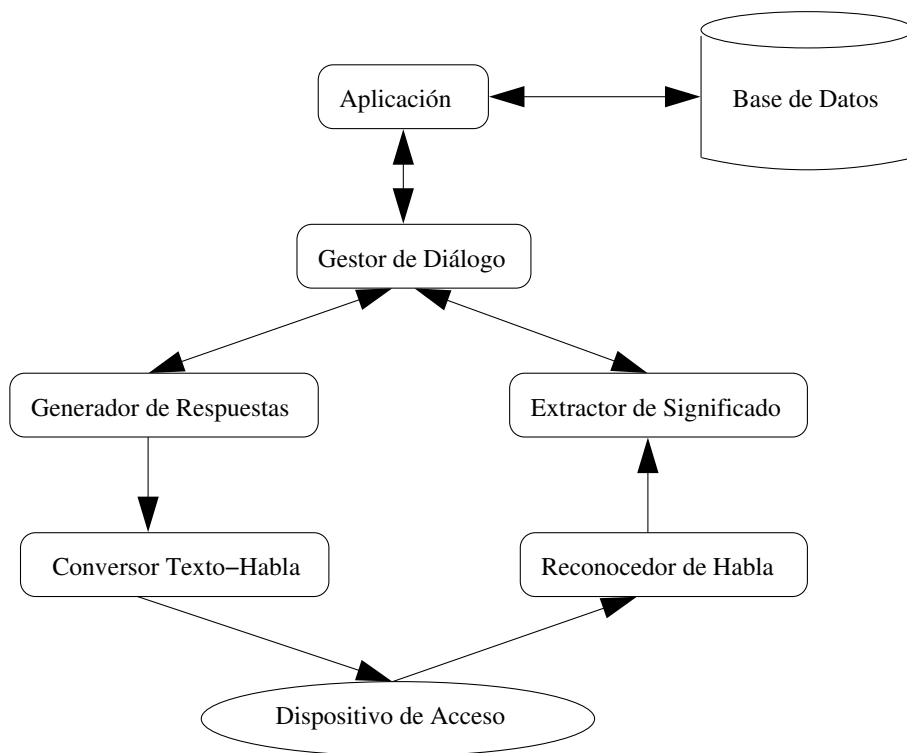 Aplicación
Base de Datos
Gestor de Diálogo
Generador de Respuestas
Extractor de Significado
Conversor Texto−Habla
Reconocedor de Habla
Dispositivo de Acceso